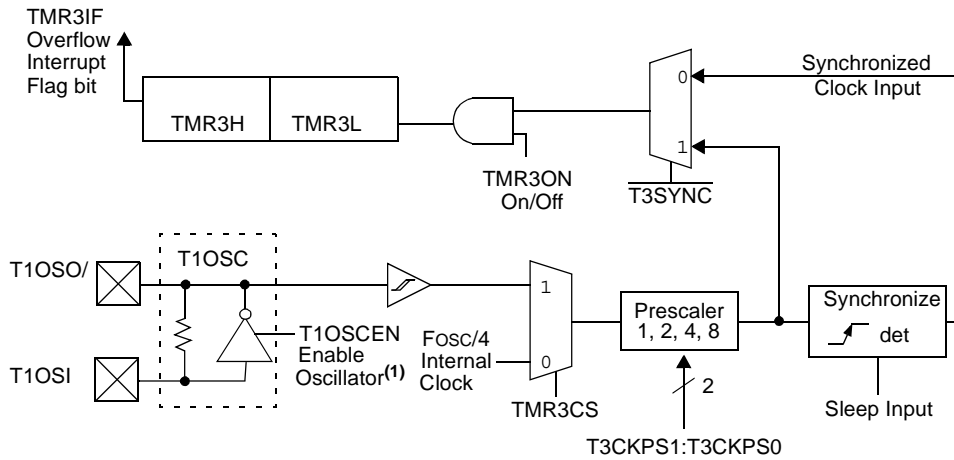 TMR3IF
Overflow
Interrupt
Flag bit
TMR3H
TMR3L
TMR3ON
On/Off
0
1
T3SYNC
Synchronized
Clock Input
T1OSO/
T1OSI
T1OSC
T1OSCEN
Enable
Oscillator(1)
FOSC/4
Internal
Clock
1
0
TMR3CS
Prescaler
1, 2, 4, 8
2
T3CKPS1:T3CKPS0
Synchronize
det
Sleep Input